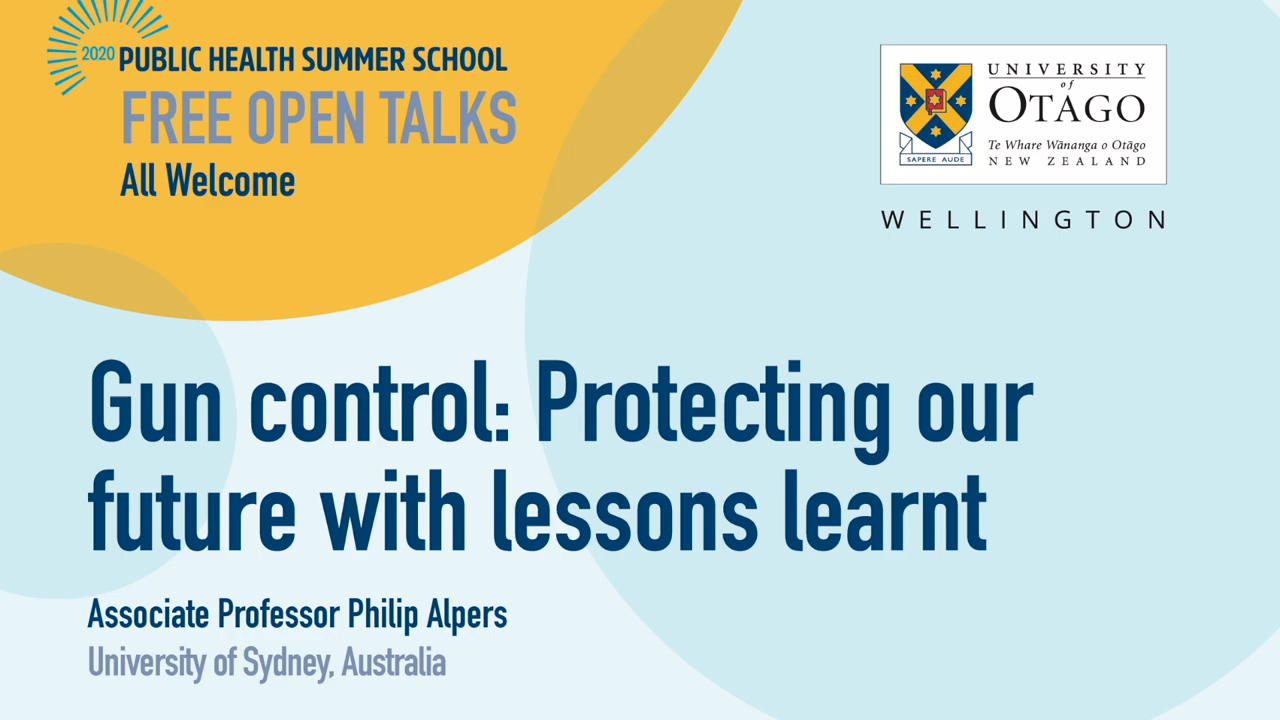 2020 PUBLIC HEALTH SUMMER SCHOOL
FREE OPEN TALKS
All Welcome
UNIVERSITY
of
OTAGO
Te Whare Wānanga o Otāgo
NEW ZEALAND
SAPERE AUDE
WELLINGTON
Gun control: Protecting our
future with lessons learnt
Associate Professor Philip Alpers
University of Sydney, Australia